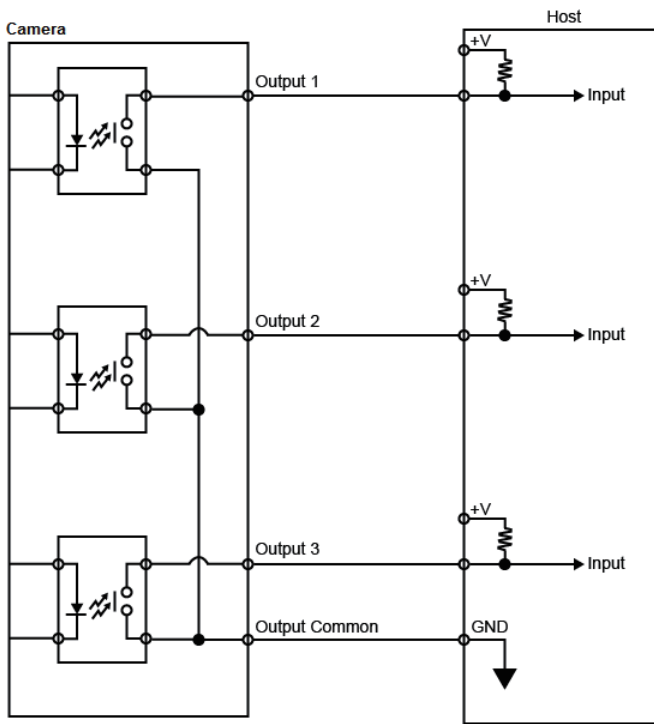 Camera
Host
+V
Output 1
Input
+V
Output 2
Input
+V
Output 3
Input
Output Common
GND